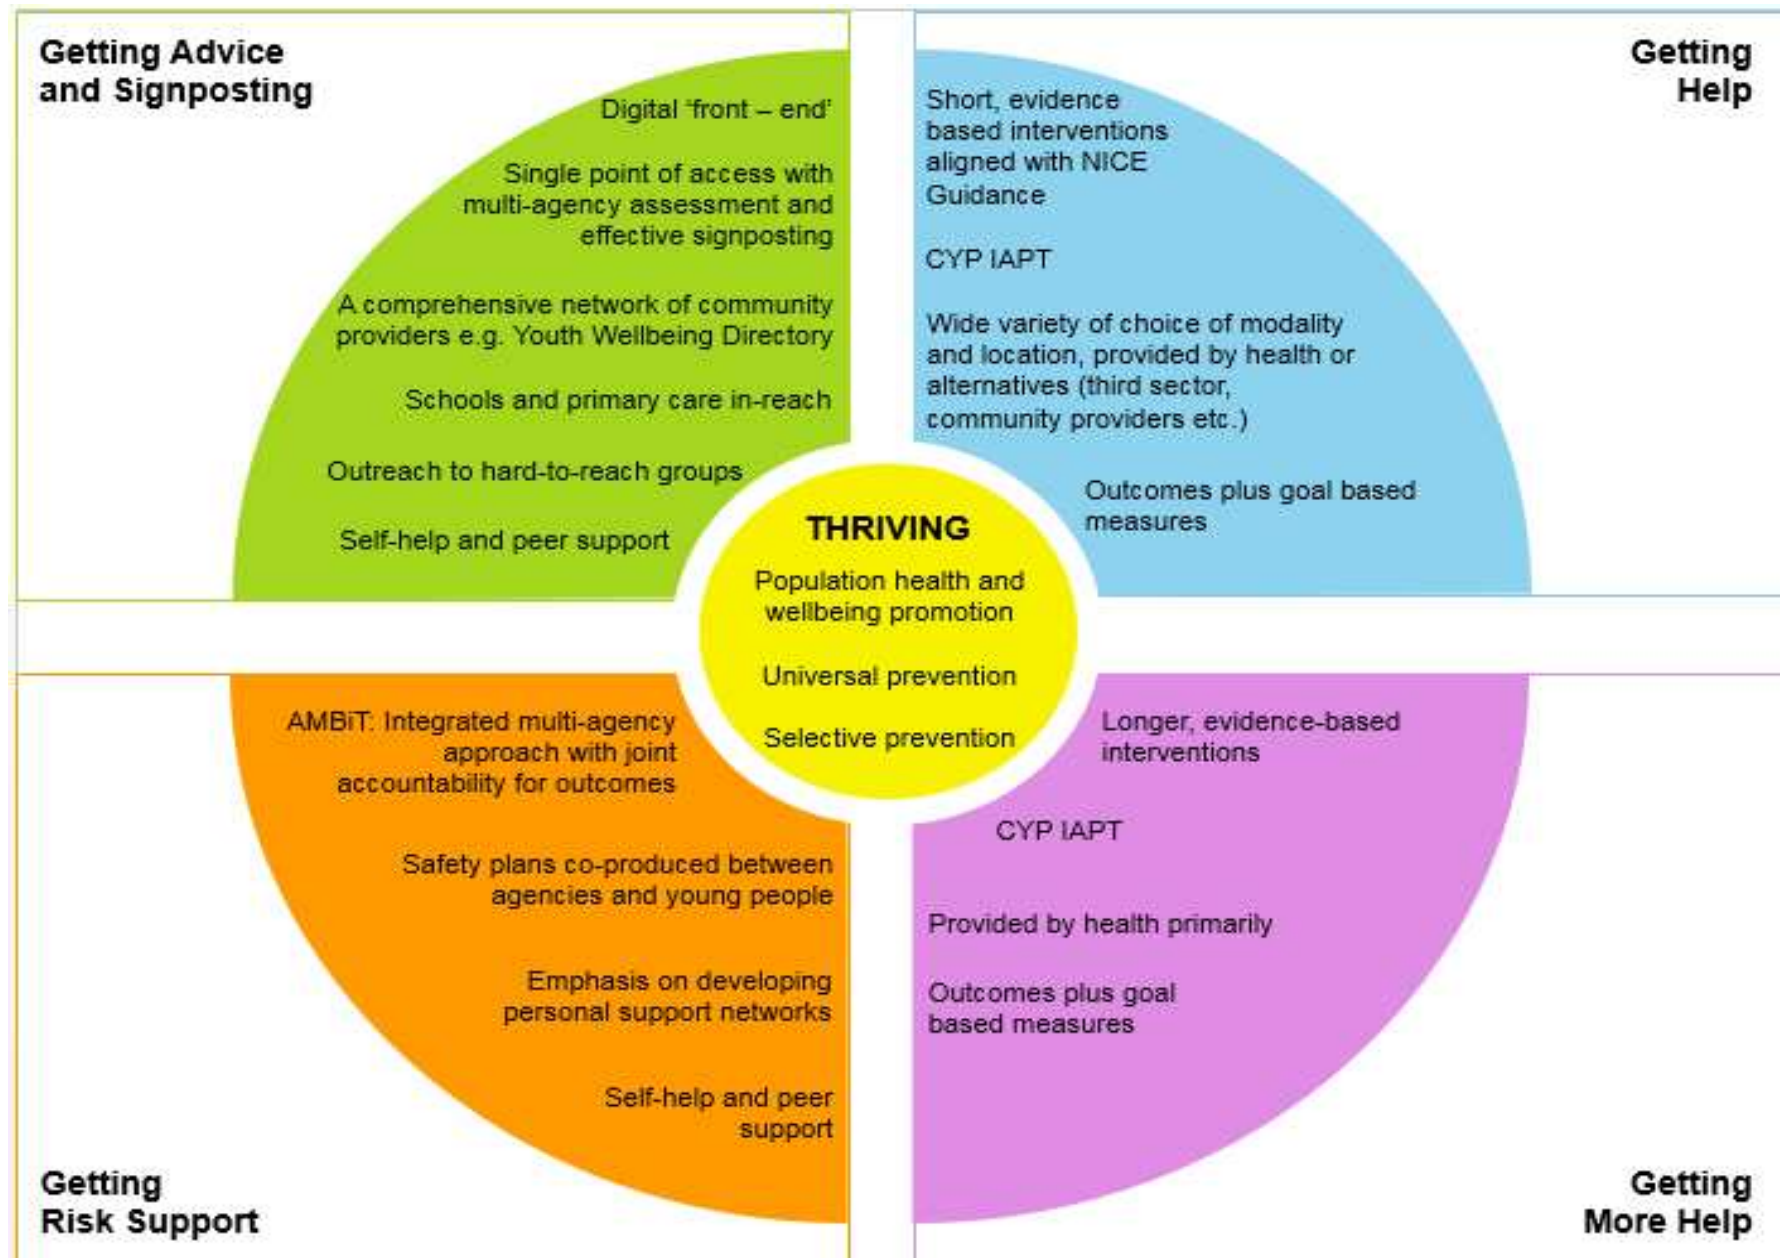 Getting Advice
and Signposting
Digital ‘front – end’
Single point of access with
multi-agency assessment and
effective signposting
A comprehensive network of community
providers e.g. Youth Wellbeing Directory
Schools and primary care in-reach
Outreach to hard-to-reach groups
Self-help and peer support
Getting
Help
Short, evidence
based interventions
aligned with NICE
Guidance
CYP IAPT
Wide variety of choice of modality
and location, provided by health or
alternatives (third sector,
community providers etc.)
Outcomes plus goal based
measures
THRIVING
Population health and
wellbeing promotion
Universal prevention
Selective prevention
AMBiT: Integrated multi-agency
approach with joint
accountability for outcomes
Safety plans co-produced between
agencies and young people
Emphasis on developing
personal support networks
Self-help and peer
support
Getting
Risk Support
Longer, evidence-based
interventions
CYP IAPT
Provided by health primarily
Outcomes plus goal
based measures
Getting
More Help